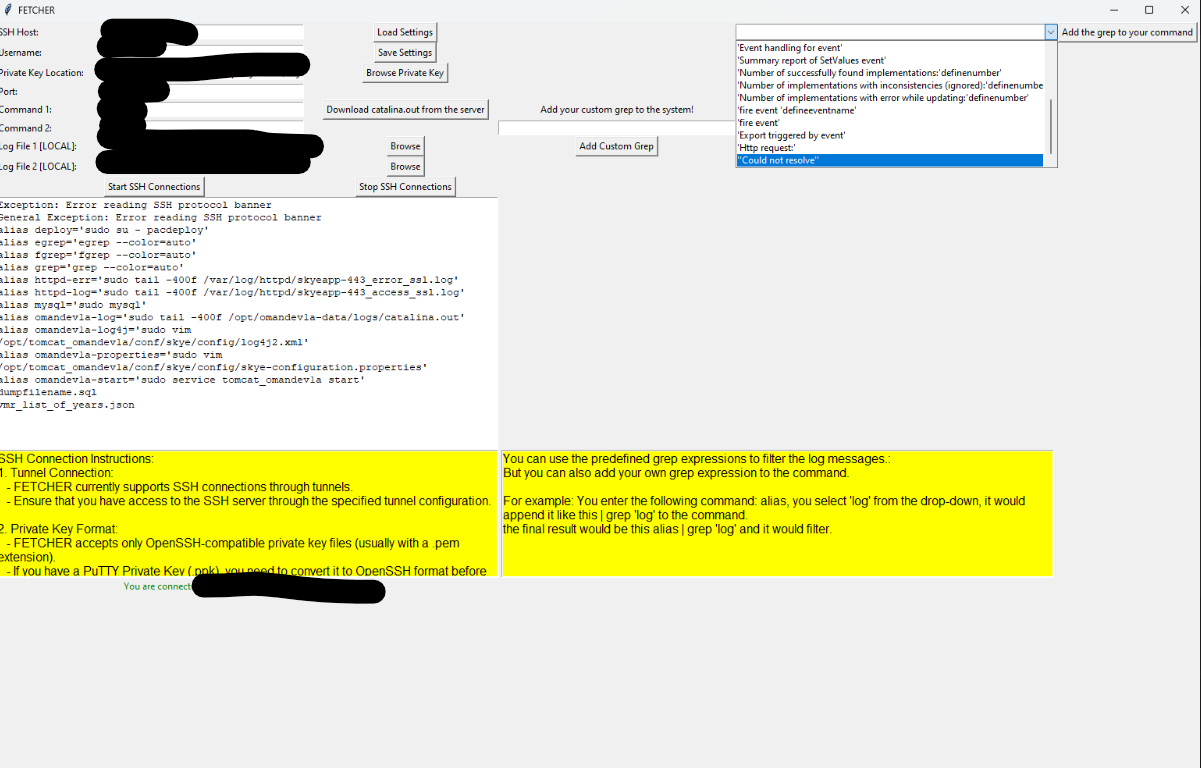 FETCHER
SSH Host:
Load Settings
Add the grep to your command
Username:
Save Settings
Private Key Location:
Browse Private Key
Port:
Command 1:
Download catalina.out from the server
Add your custom grep to the system!
Command 2:
Log File 1 [LOCAL]:
Browse
Add Custom Grep
Log File 2 [LOCAL]:
Browse
Start SSH Connections
Stop SSH Connections
'Event handling for event'
'Summary report of SetValues event'
'Number of successfully found implementations:'definenumber'
'Number of implementations with inconsistencies (ignored):'definenumbe
'Number of implementations with error while updating:'definenumber
'fire event 'defineeventname'
'fire event'
'Export triggered by event'
'Http request:'
''Could not resolve''
Exception: Error reading SSH protocol banner
General Exception: Error reading SSH protocol banner
alias deploy='sudo su - pacdeploy'
alias egrep='egrep --color=auto'
alias fgrep='fgrep --color=auto'
alias grep='grep --color=auto'
alias httpd-err='sudo tail -400f /var/log/httpd/skyeapp-443_error_ssl.log'
alias httpd-log='sudo tail -400f /var/log/httpd/skyeapp-443_access_ssl.log'
alias mysql='sudo mysql'
alias omandevla-log='sudo tail -400f /opt/omandevla-data/logs/catalina.out'
alias omandevla-log4j='sudo vim
/opt/tomcat_omandevla/conf/skye/config/log4j2.xml'
alias omandevla-properties='sudo vim
/opt/tomcat_omandevla/conf/skye/config/skye-configuration.properties'
alias omandevla-start='sudo service tomcat_omandevla start'
dumpfilename.sql
vmr_list_of_years.json
SSH Connection Instructions:
1. Tunnel Connection:
- FETCHER currently supports SSH connections through tunnels.
- Ensure that you have access to the SSH server through the specified tunnel configuration.
2. Private Key Format:
- FETCHER accepts only OpenSSH-compatible private key files (usually with a .pem
extension).
- If you have a PuTTY Private Key (.ppk), you need to convert it to OpenSSH format before
You can use the predefined grep expressions to filter the log messages.:
But you can also add your own grep expression to the command.
For example: You enter the following command: alias, you select 'log' from the drop-down, it would
append it like this | grep 'log' to the command.
the final result would be this alias | grep 'log' and it would filter.
You are connect